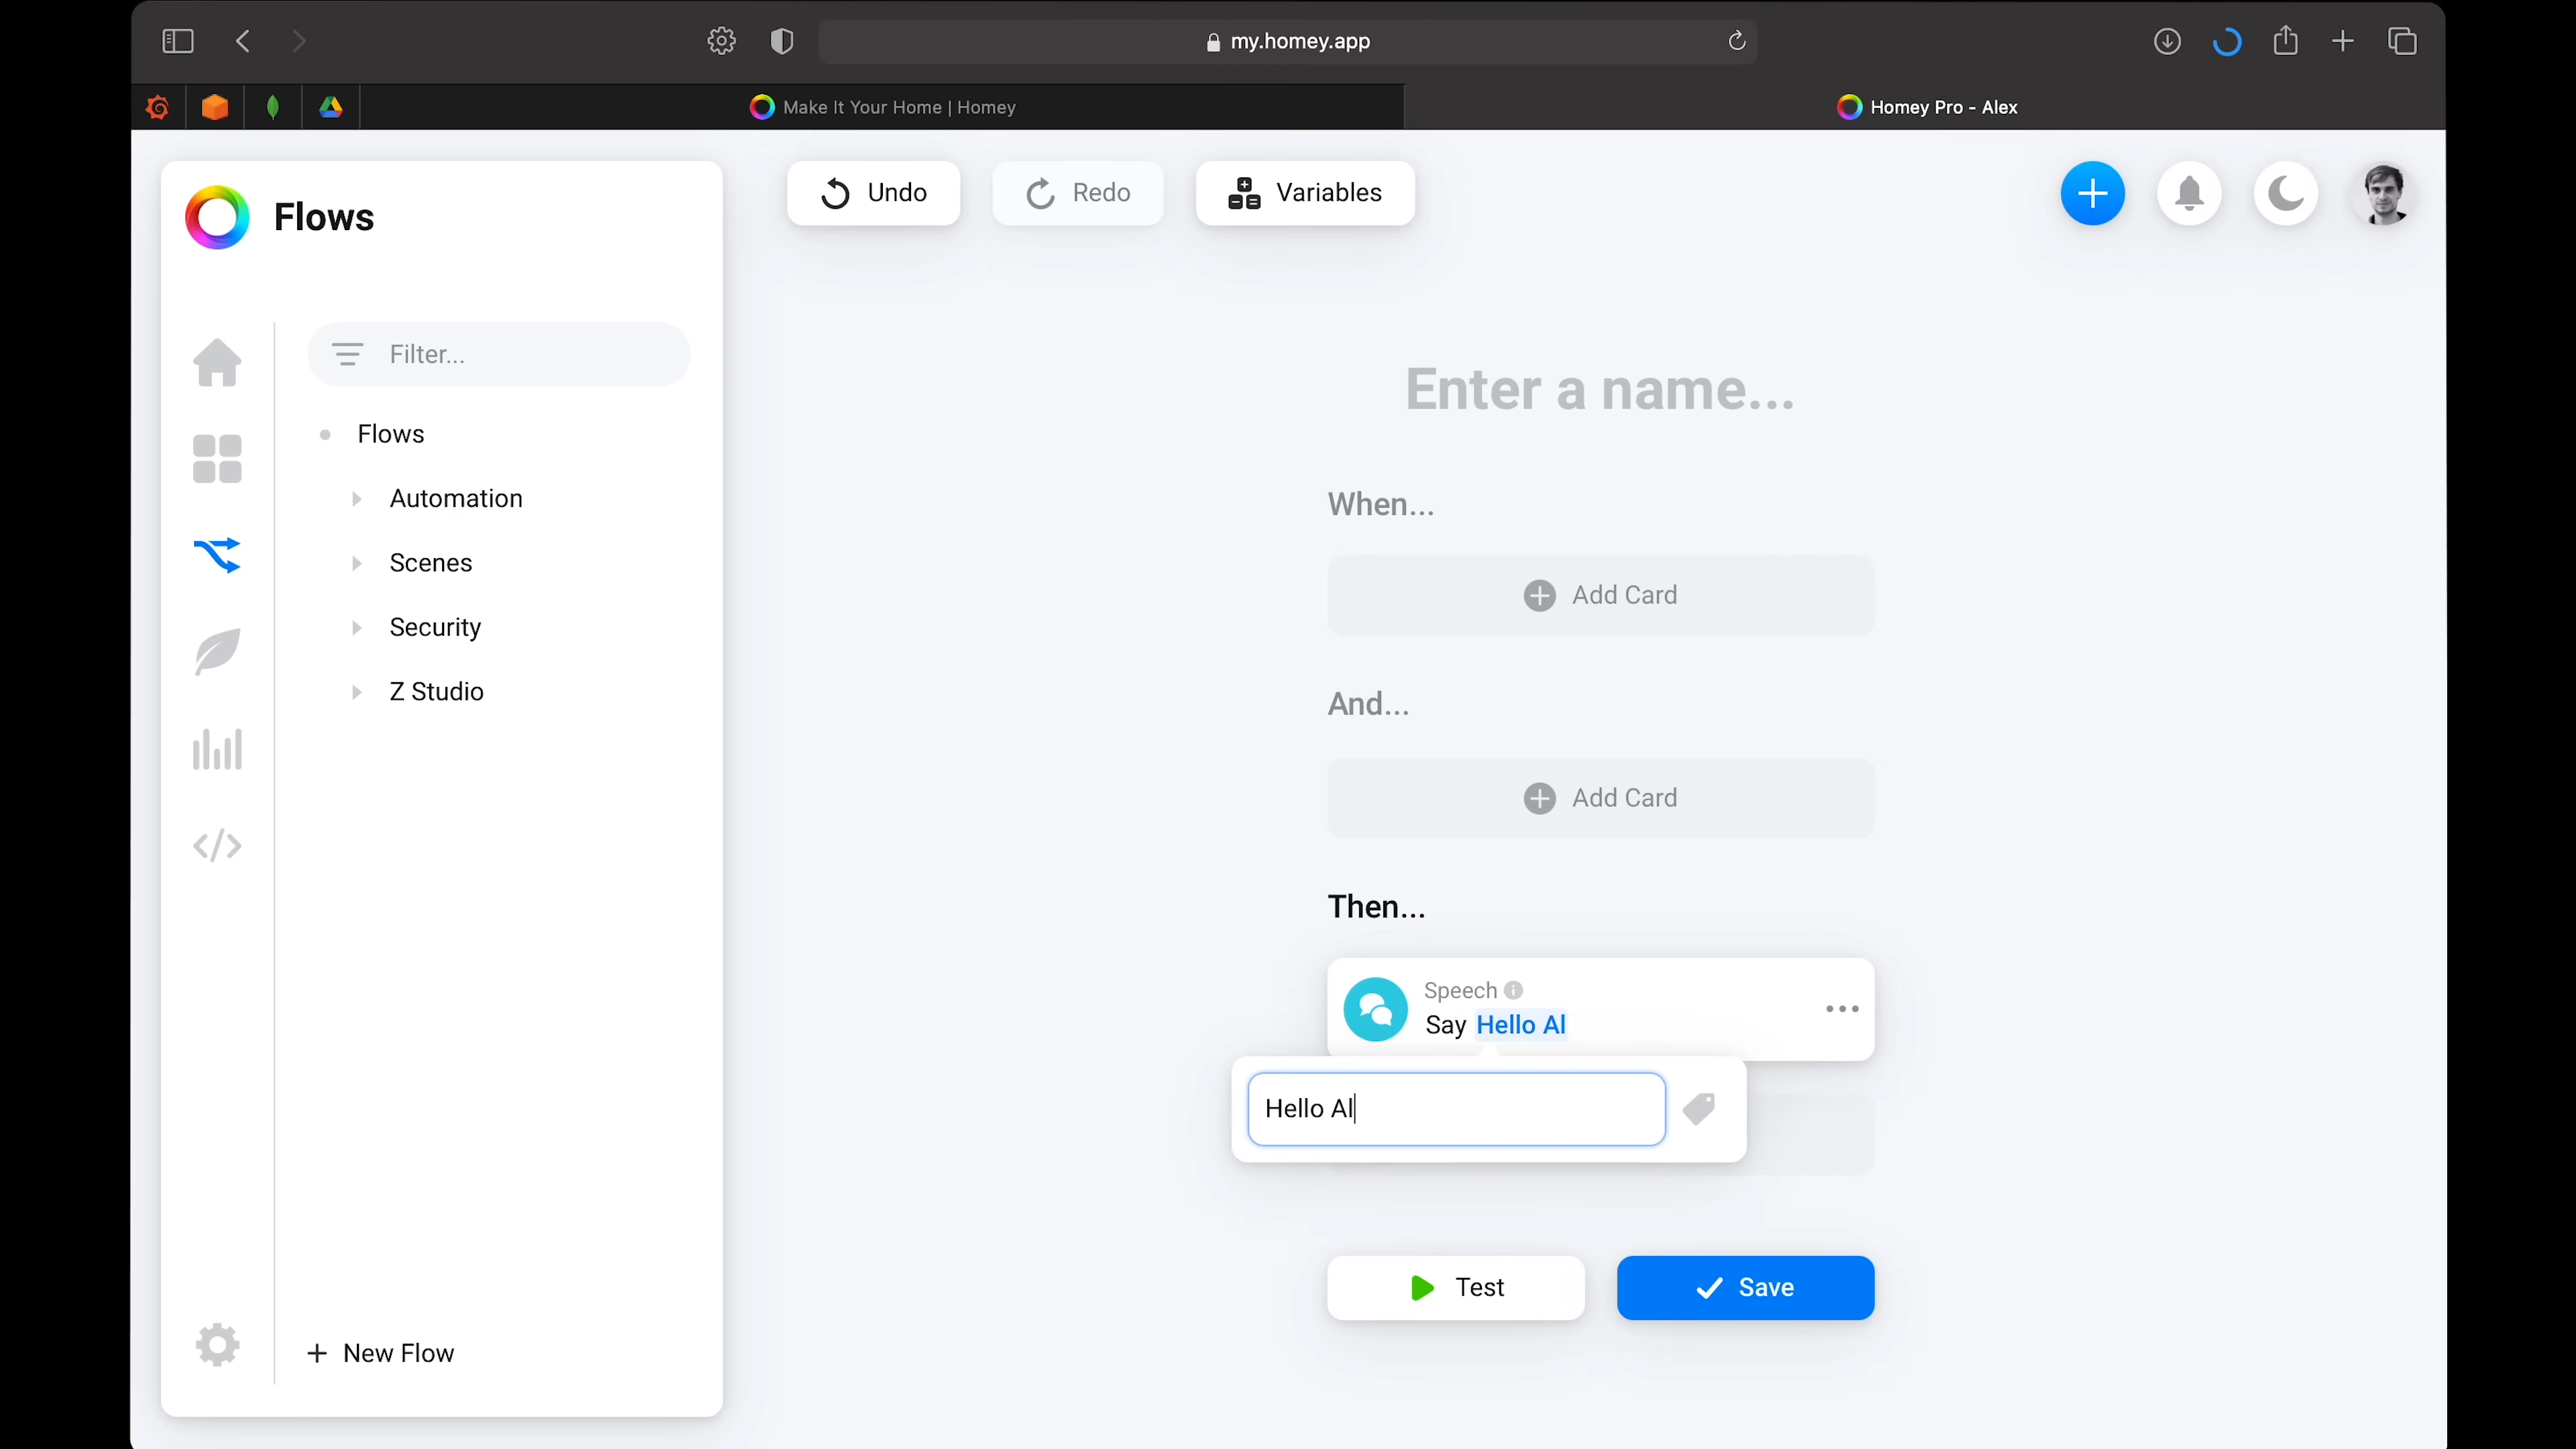 my.homey.app
Make It Your Home | Homey
Homey Pro - Alex
Flows
Undo
Redo
Variables
Filter...
Flows
Automation
Scenes
Security
Z Studio
New Flow
Enter a name...
When...
Add Card
And...
Add Card
Then...
Speech
Say Hello Al
Hello Al
Test
Save